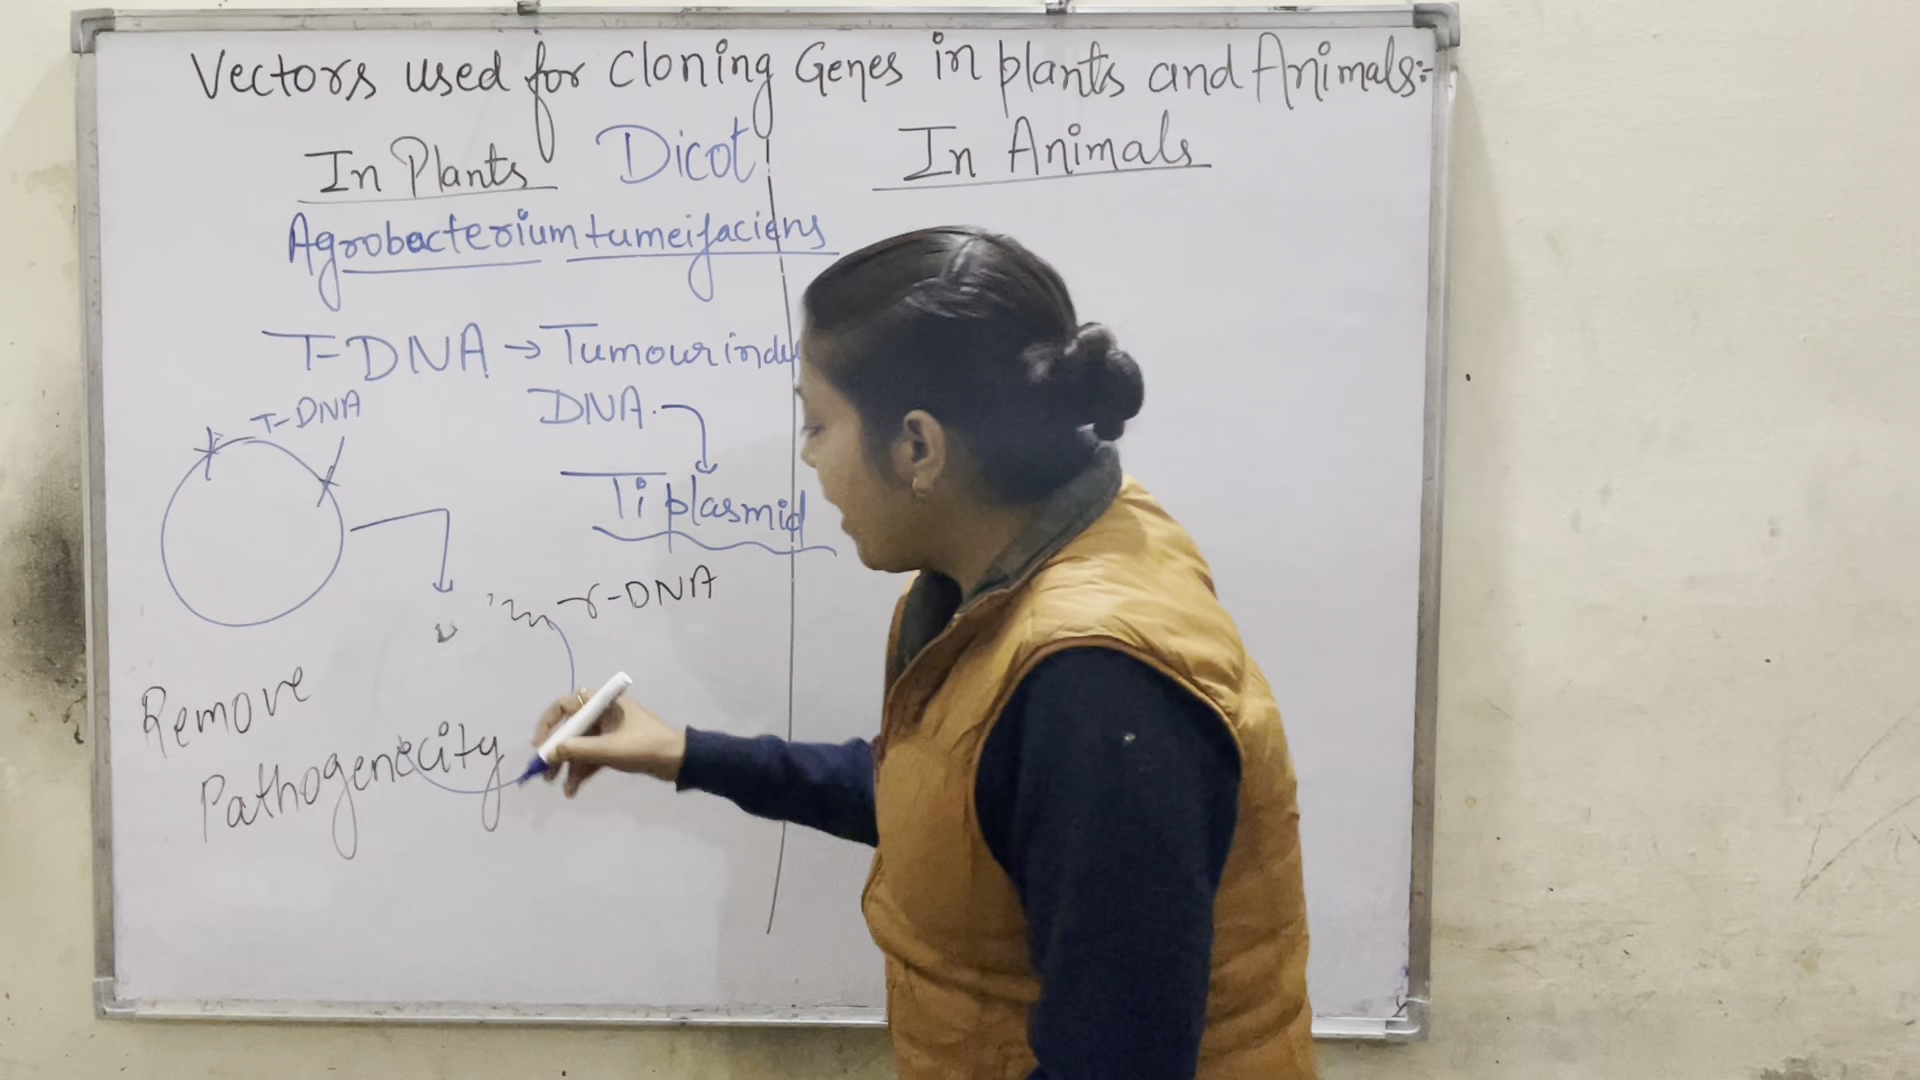 Vectors used for Cloning Genes in plants and Animals:-
In Plants Dicot
In Animals
Agrobacterium tumeifaciens
T-DNA → Tumour indu
DNA.
T-DNA
Ti plasmid
r-DNA
Remove
Pathogenecity